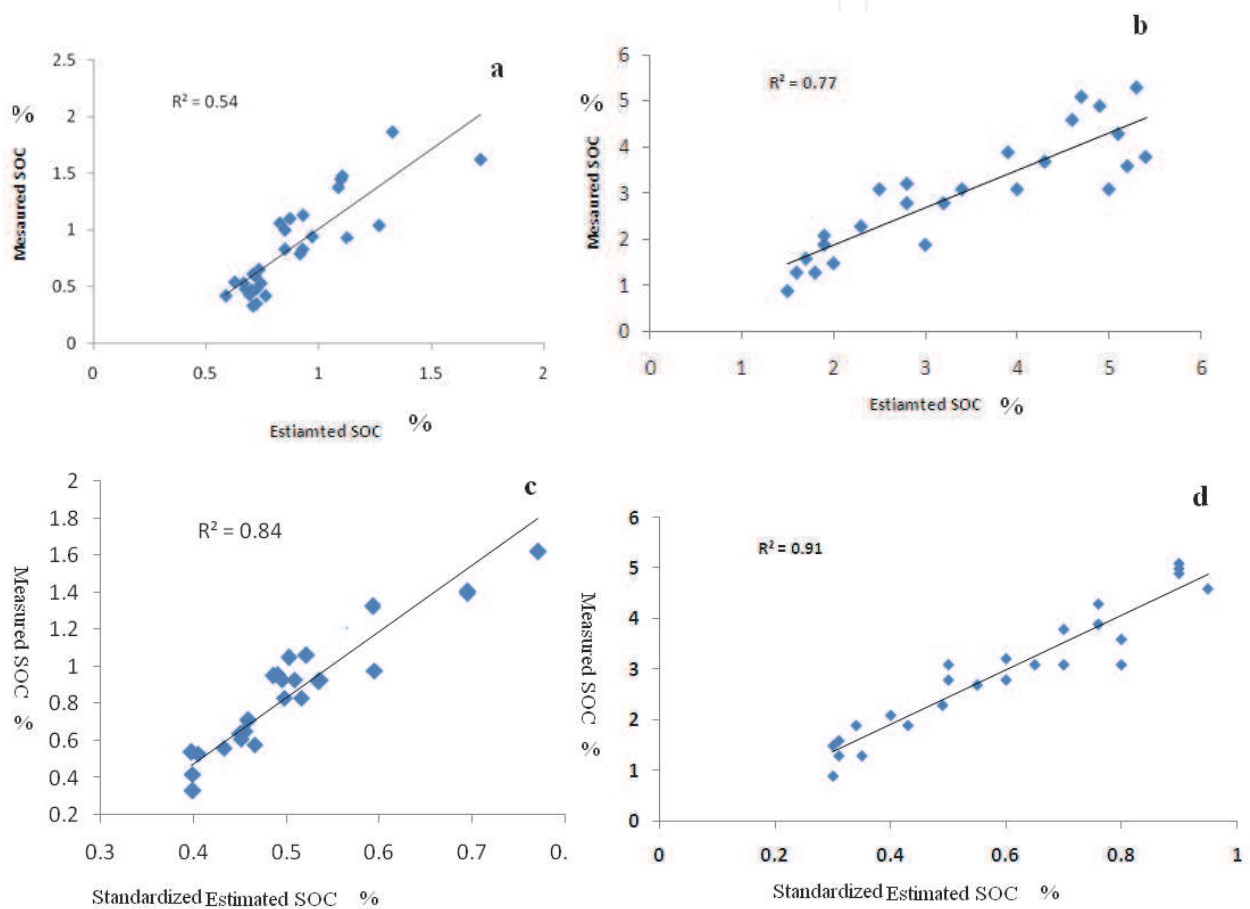 a
R² = 0.54
%
Mesaured SOC
2.5
2
1.5
1
0.5
0
0 0.5 1 1.5 2
Estiamted SOC %
b
R² = 0.77
%
Mesaured SOC
6
5
4
3
2
1
0
0 1 2 3 4 5 6
Estiamted SOC %
c
R² = 0.84
Measured SOC
%
2
1.8
1.6
1.4
1.2
1
0.8
0.6
0.4
0.2
0.3 0.4 0.5 0.6 0.7 0.
Standardized Estimated SOC %
d
R² = 0.91
Measured SOC
%
6
5
4
3
2
1
0
0 0.2 0.4 0.6 0.8 1
Standardized Estimated SOC %